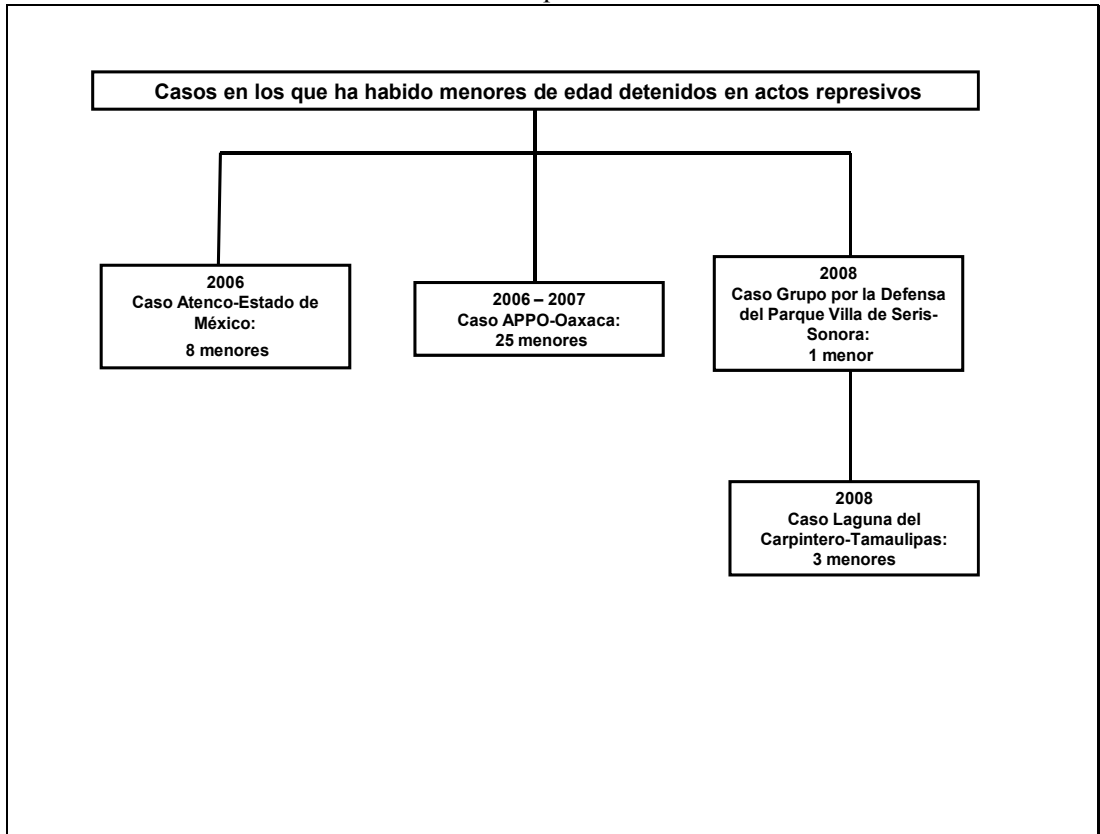 Casos en los que ha habido menores de edad detenidos en actos represivos
2006
Caso Atenco-Estado de
México:
8 menores
2006 – 2007
Caso APPO-Oaxaca:
25 menores
2008
Caso Grupo por la Defensa
del Parque Villa de Seris-
Sonora:
1 menor
2008
Caso Laguna del
Carpintero-Tamaulipas:
3 menores